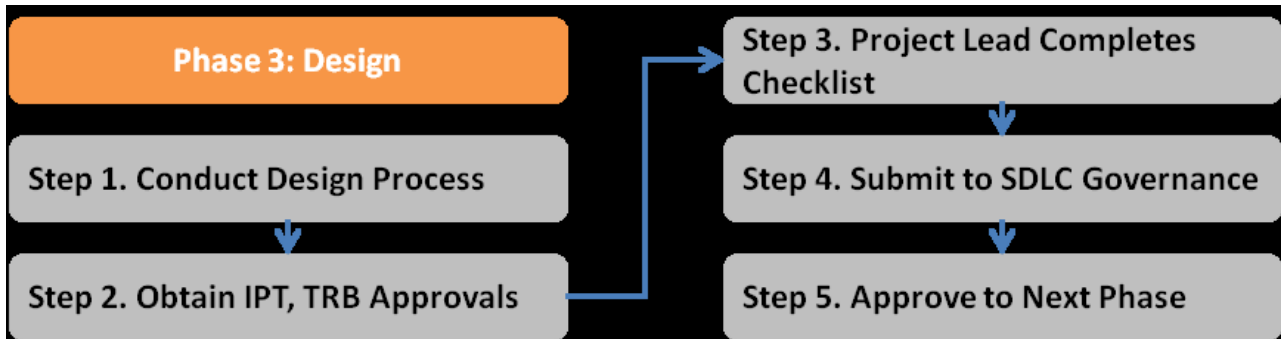 Phase 3: Design
Step 1. Conduct Design Process
Step 2. Obtain IPT, TRB Approvals
Step 3. Project Lead Completes
Checklist
Step 4. Submit to SDLC Governance
Step 5. Approve to Next Phase